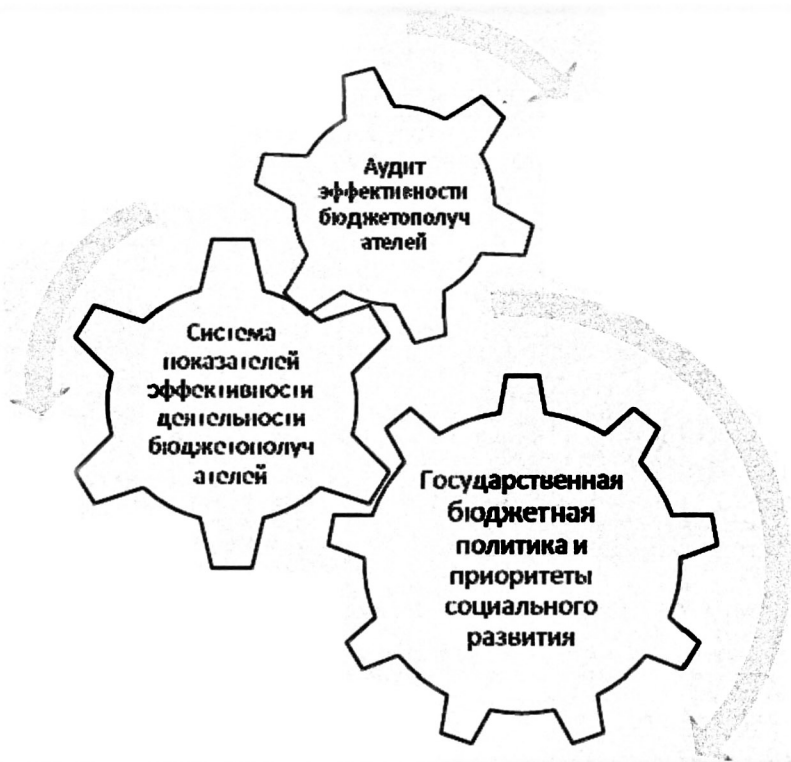 Аудит
эффективности
бюджетополуч
ателей
Система
показателей
эффективности
деятельности
бюджетополуч
ателей
Государственная
бюджетная
политика и
приоритеты
социального
развития